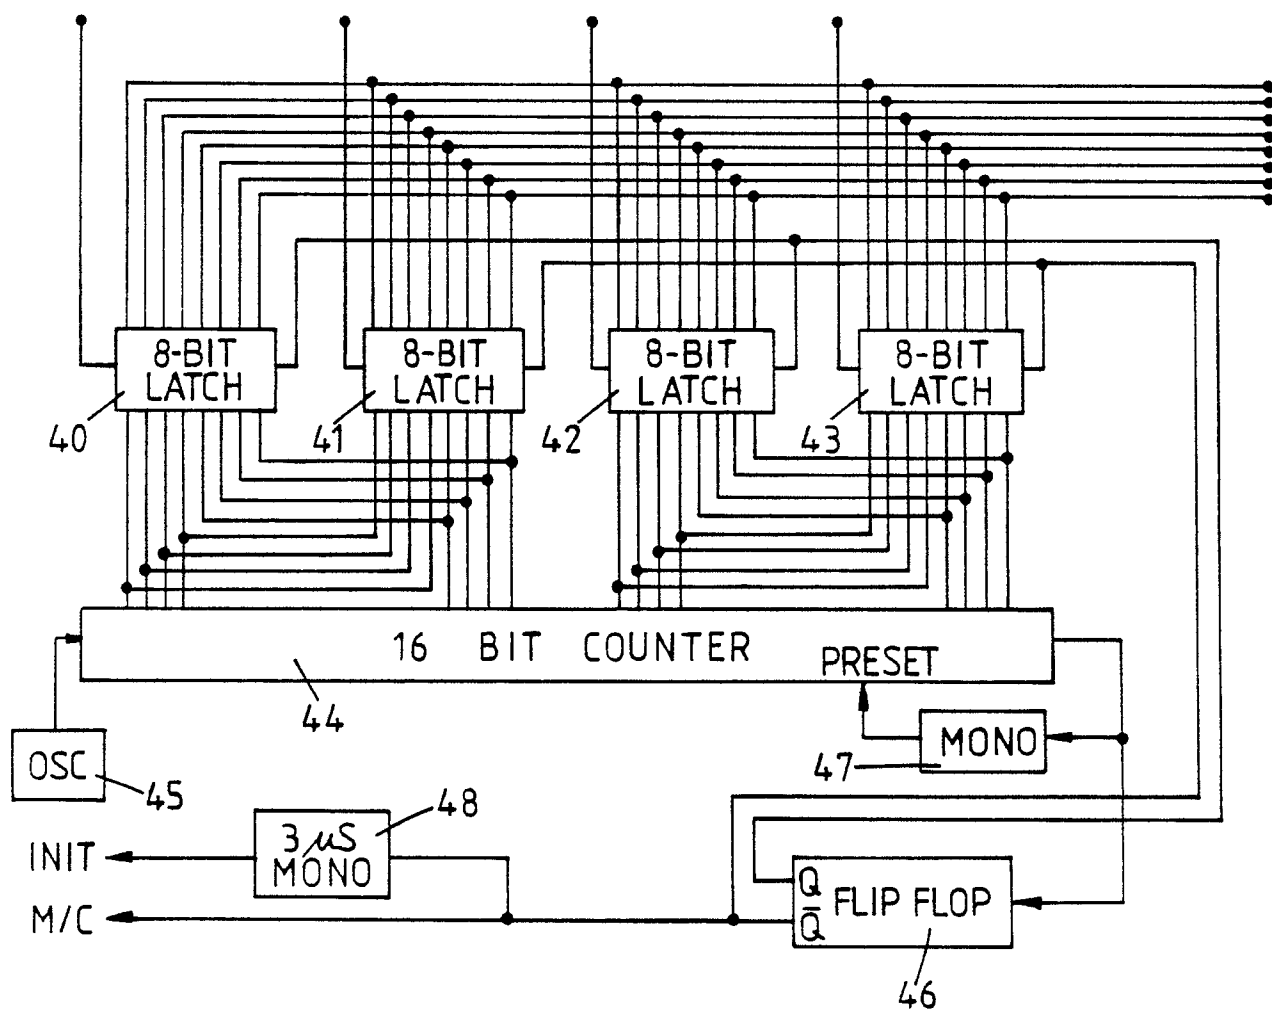 8-BIT
LATCH
8-BIT
LATCH
8-BIT
LATCH
8-BIT
LATCH
40
41
42
43
16 BIT COUNTER
PRESET
44
MONO
47
OSC
45
48
3 µS
MONO
INIT
M/C
Q
Q̅
FLIP FLOP
46